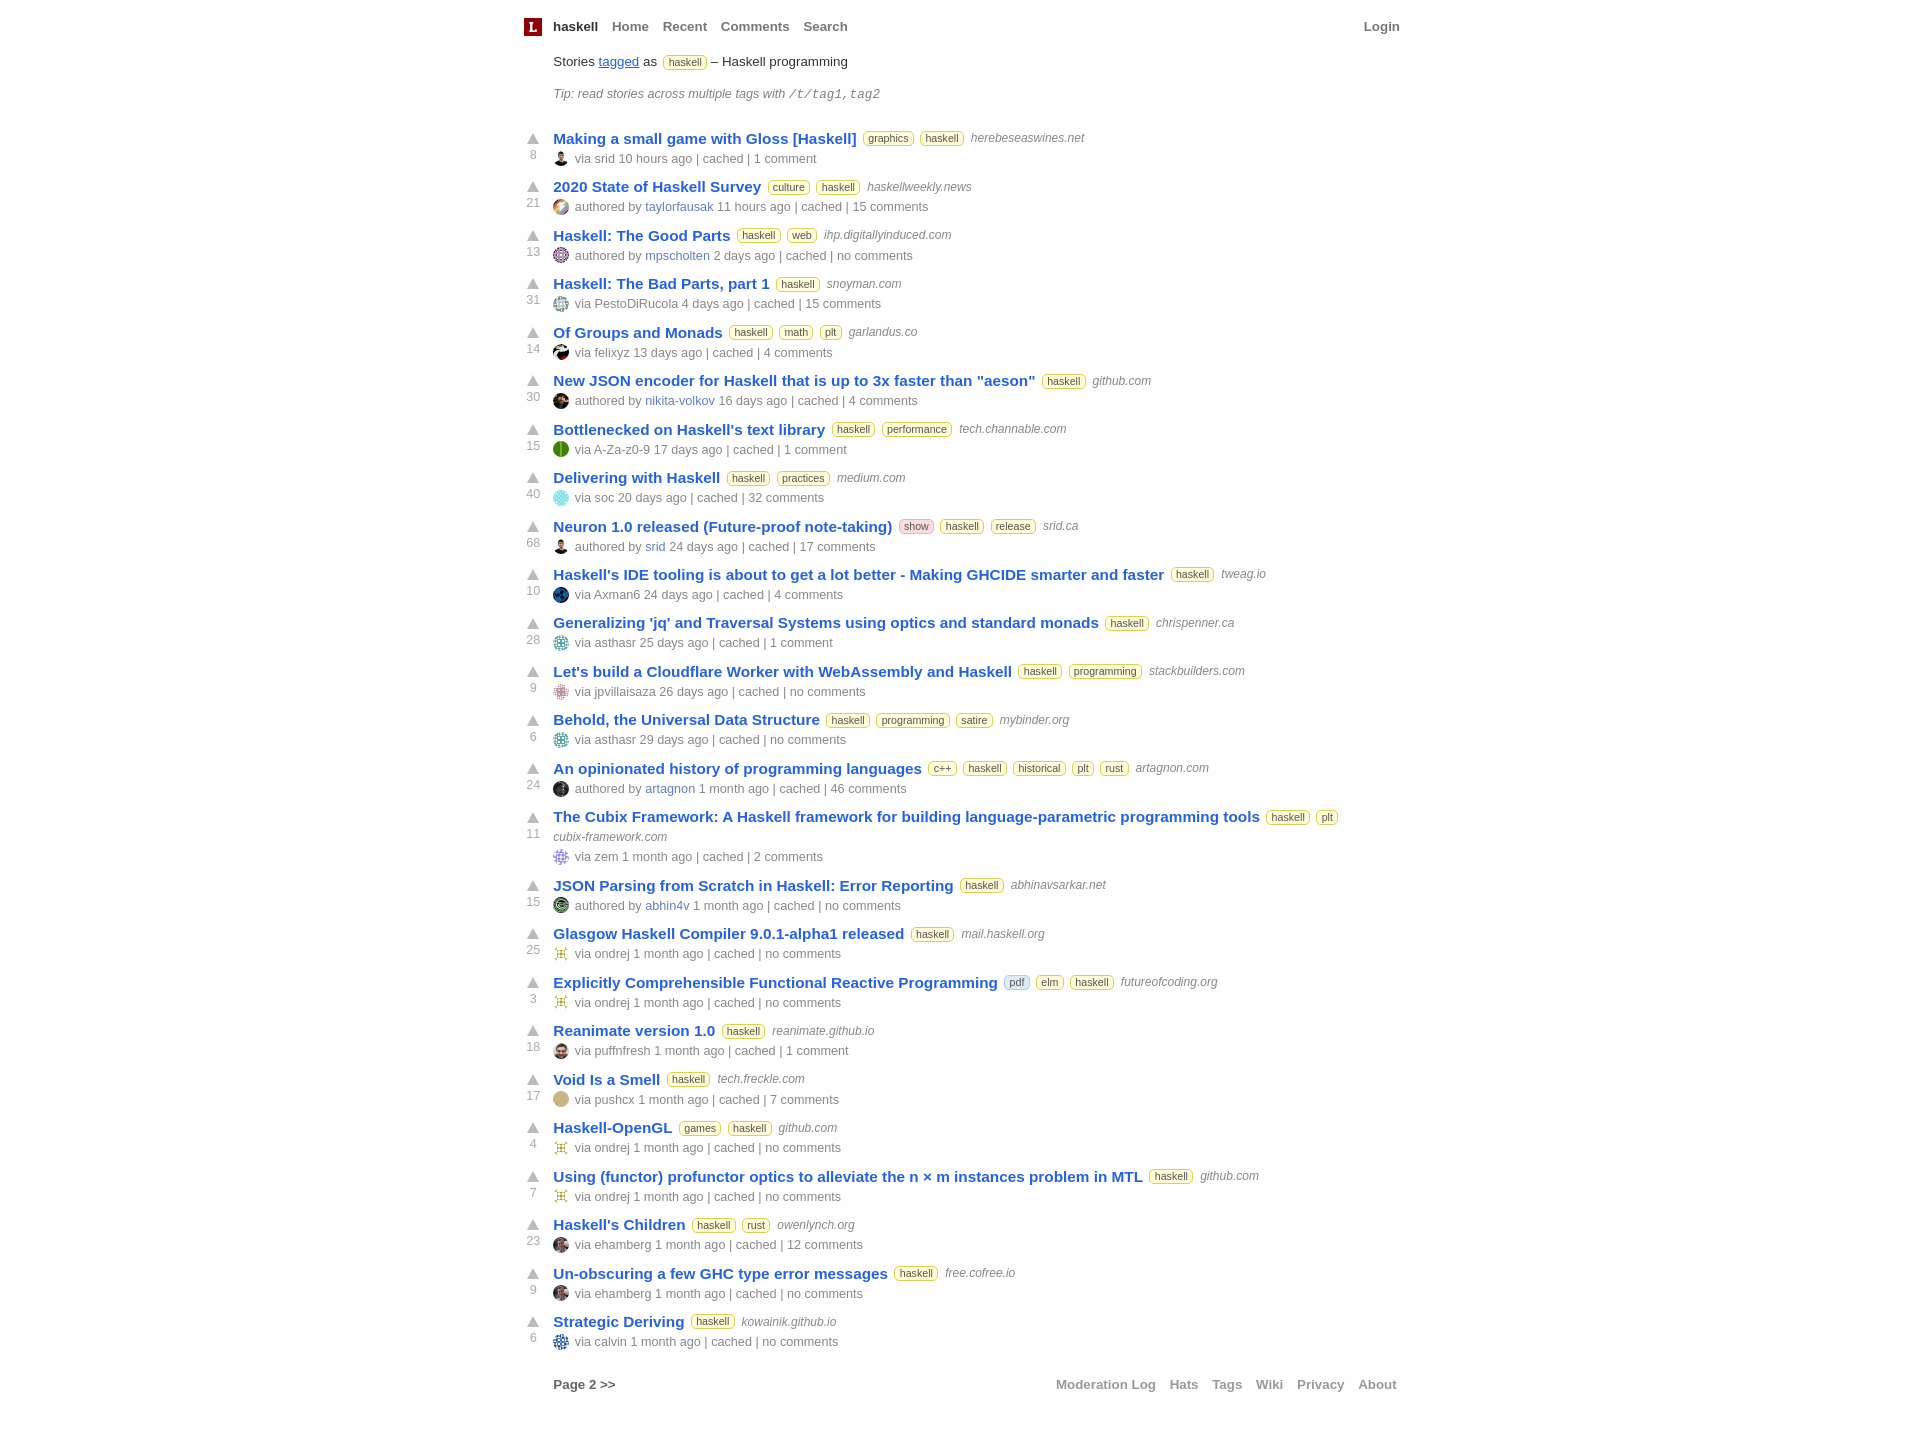 L haskell Home Recent Comments Search Login
Stories tagged as haskell – Haskell programming
Tip: read stories across multiple tags with /t/tag1,tag2
Making a small game with Gloss [Haskell] graphics haskell herebeseaswines.net
8 via srid 10 hours ago | cached | 1 comment
2020 State of Haskell Survey culture haskell haskellweekly.news
21 authored by taylorfausak 11 hours ago | cached | 15 comments
Haskell: The Good Parts haskell web ihp.digitallyinduced.com
13 authored by mpscholten 2 days ago | cached | no comments
Haskell: The Bad Parts, part 1 haskell snoyman.com
31 via PestoDiRucola 4 days ago | cached | 15 comments
Of Groups and Monads haskell math plt garlandus.co
14 via felixyz 13 days ago | cached | 4 comments
New JSON encoder for Haskell that is up to 3x faster than "aeson" haskell github.com
30 authored by nikita-volkov 16 days ago | cached | 4 comments
Bottlenecked on Haskell's text library haskell performance tech.channable.com
15 via A-Za-z0-9 17 days ago | cached | 1 comment
Delivering with Haskell haskell practices medium.com
40 via soc 20 days ago | cached | 32 comments
Neuron 1.0 released (Future-proof note-taking) show haskell release srid.ca
68 authored by srid 24 days ago | cached | 17 comments
Haskell's IDE tooling is about to get a lot better - Making GHCIDE smarter and faster haskell tweag.io
10 via Axman6 24 days ago | cached | 4 comments
Generalizing 'jq' and Traversal Systems using optics and standard monads haskell chrispenner.ca
28 via asthasr 25 days ago | cached | 1 comment
Let's build a Cloudflare Worker with WebAssembly and Haskell haskell programming stackbuilders.com
9 via jpvillaisaza 26 days ago | cached | no comments
Behold, the Universal Data Structure haskell programming satire mybinder.org
6 via asthasr 29 days ago | cached | no comments
An opinionated history of programming languages c++ haskell historical plt rust artagnon.com
24 authored by artagnon 1 month ago | cached | 46 comments
The Cubix Framework: A Haskell framework for building language-parametric programming tools haskell plt
11 cubix-framework.com
via zem 1 month ago | cached | 2 comments
JSON Parsing from Scratch in Haskell: Error Reporting haskell abhinavsarkar.net
15 authored by abhin4v 1 month ago | cached | no comments
Glasgow Haskell Compiler 9.0.1-alpha1 released haskell mail.haskell.org
25 via ondrej 1 month ago | cached | no comments
Explicitly Comprehensible Functional Reactive Programming pdf elm haskell futureofcoding.org
3 via ondrej 1 month ago | cached | no comments
Reanimate version 1.0 haskell reanimate.github.io
18 via puffnfresh 1 month ago | cached | 1 comment
Void Is a Smell haskell tech.freckle.com
17 via pushcx 1 month ago | cached | 7 comments
Haskell-OpenGL games haskell github.com
4 via ondrej 1 month ago | cached | no comments
Using (functor) profunctor optics to alleviate the n × m instances problem in MTL haskell github.com
7 via ondrej 1 month ago | cached | no comments
Haskell's Children haskell rust owenlynch.org
23 via ehamberg 1 month ago | cached | 12 comments
Un-obscuring a few GHC type error messages haskell free.cofree.io
9 via ehamberg 1 month ago | cached | no comments
Strategic Deriving haskell kowainik.github.io
6 via calvin 1 month ago | cached | no comments
Page 2 >> Moderation Log Hats Tags Wiki Privacy About